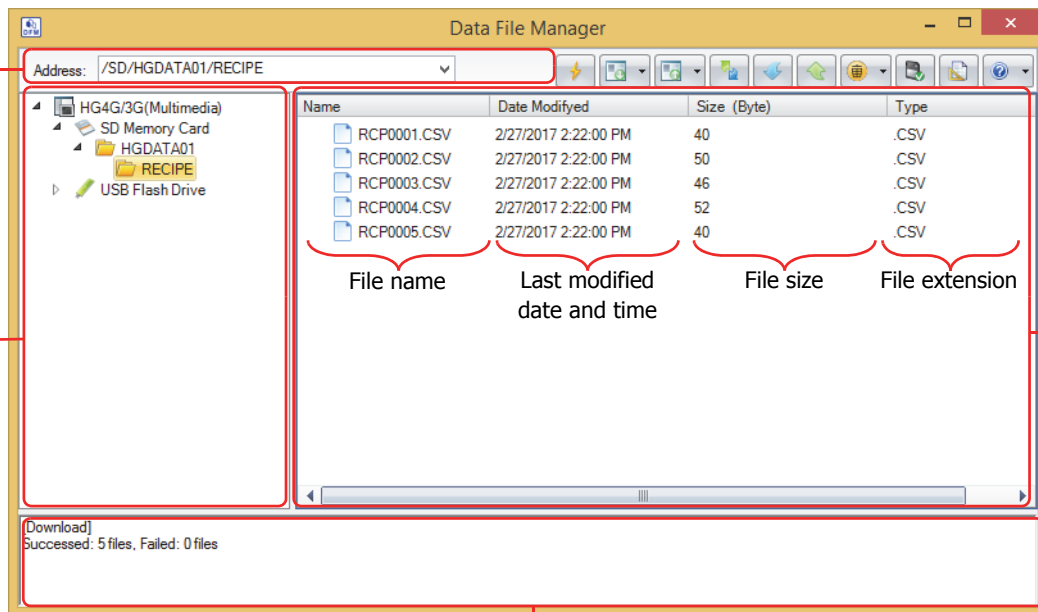 DFM
Data File Manager
Address: /SD/HGDATA01/RECIPE
HG4G/3G(Multimedia)
SD Memory Card
HGDATA01
RECIPE
USB Flash Drive
Name Date Modifyed Size (Byte) Type
RCP0001.CSV 2/27/2017 2:22:00 PM 40 .CSV
RCP0002.CSV 2/27/2017 2:22:00 PM 50 .CSV
RCP0003.CSV 2/27/2017 2:22:00 PM 46 .CSV
RCP0004.CSV 2/27/2017 2:22:00 PM 52 .CSV
RCP0005.CSV 2/27/2017 2:22:00 PM 40 .CSV
File name Last modified date and time File size File extension
[Download]
Successed: 5 files, Failed: 0 files